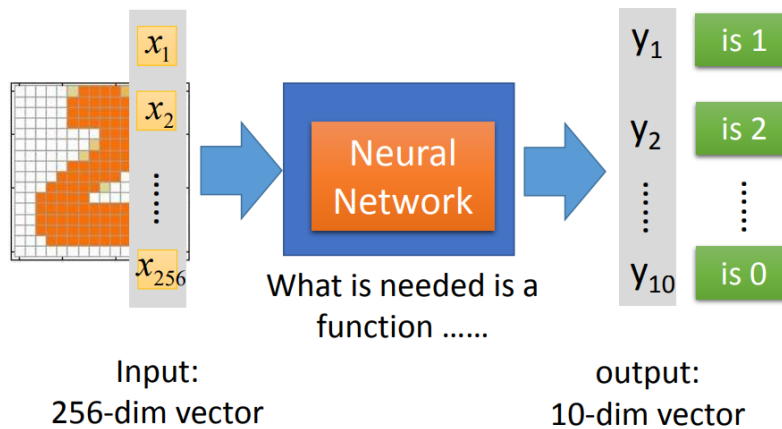 x1
x2
......
x256
Neural
Network
What is needed is a
function ......
y1
y2
......
y10
is 1
is 2
......
is 0
Input:
256-dim vector
output:
10-dim vector